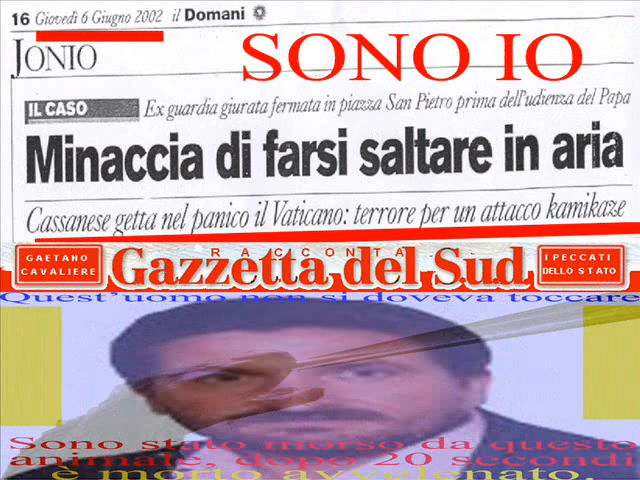 16 Giovedì 6 Giugno 2002 il Domani
JONIO
SONO IO
IL CASO Ex guardia giurata fermata in piazza San Pietro prima dell'udienza del Papa
Minaccia di farsi saltare in aria
Cassanese getta nel panico il Vaticano: terrore per un attacco kamikaze
RACCONTA
GAETANO CAVALIERE
Gazzetta del Sud
I PECCATI DELLO STATO
Quest'uomo non si doveva toccare
Sono stato morso da questo
animale, dopo 20 secondi
è morto avvelenato.